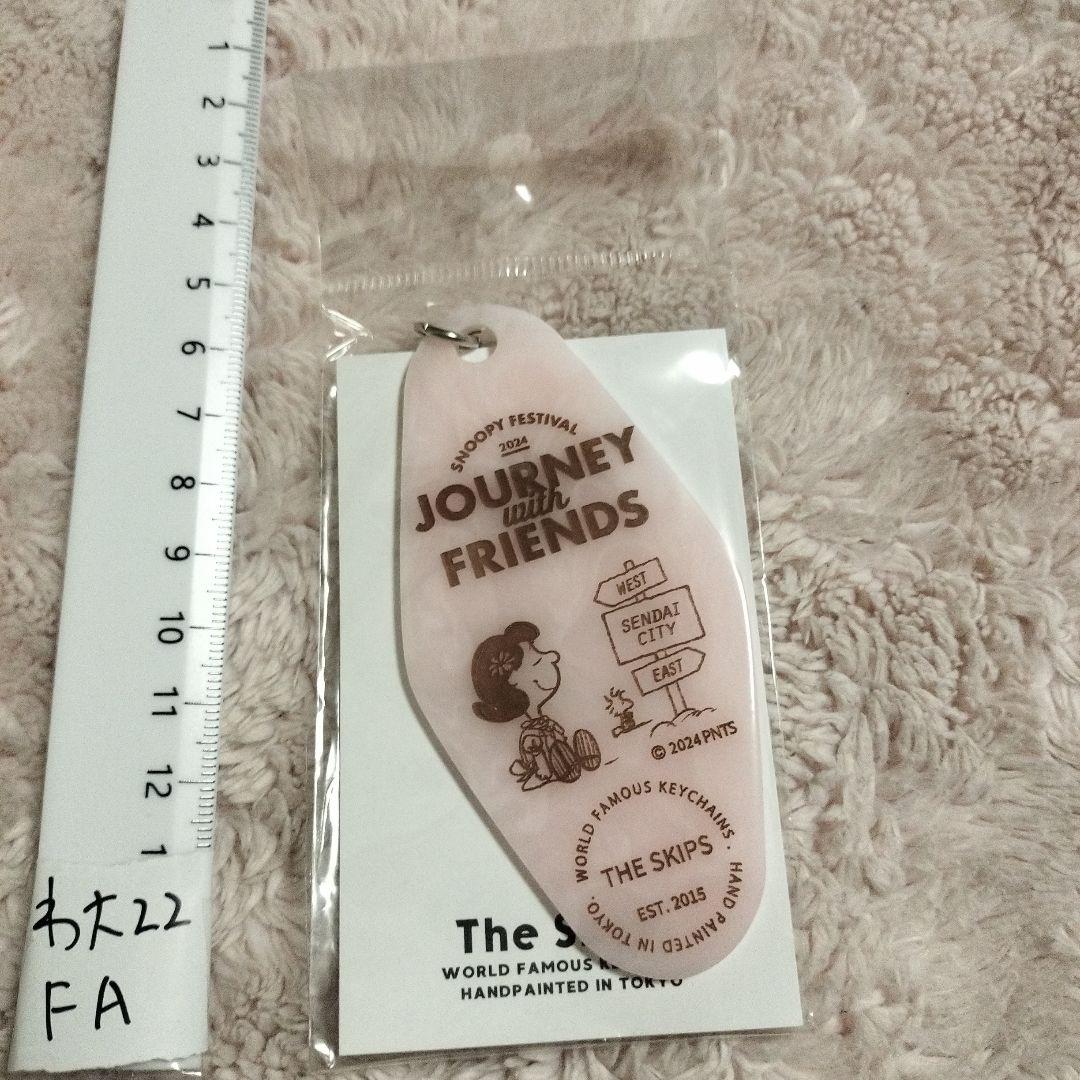 1
2
3
4
5
6
7
8
9
10
11
12
1
わ大22
FA
SNOOPY FESTIVAL
2024
JOURNEY
with
FRIENDS
WEST
SENDAI
CITY
EAST
© 2024 PNTS
WORLD FAMOUS KEYCHAINS · HAND PAINTED IN TOKYO ·
THE SKIPS
EST. 2015
The S
WORLD FAMOUS K
HANDPAINTED IN TOKYO